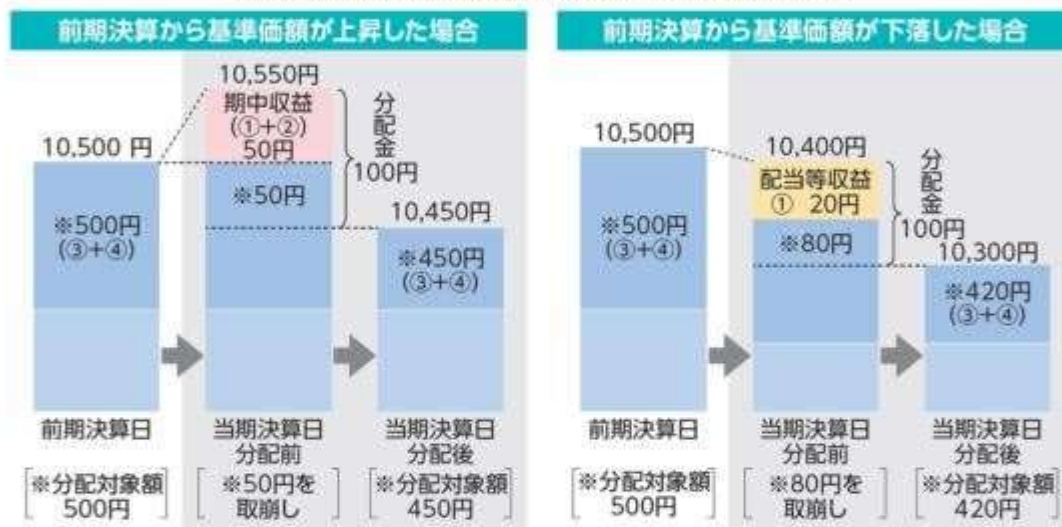 前期決算から基準価額が上昇した場合
10,550円
期中収益
(①+②)
50円
分配金
100円
10,500 円
※500円
(③+④)
※50円
10,450円
※450円
(③+④)
前期決算日
当期決算日
分配前
当期決算日
分配後
※分配対象額
500円
※50円を
取崩し
※分配対象額
450円
前期決算から基準価額が下落した場合
10,500円
10,400円
配当等収益
① 20円
分配金
100円
※500円
(③+④)
※80円
10,300円
※420円
(③+④)
前期決算日
当期決算日
分配前
当期決算日
分配後
※分配対象額
500円
※80円を
取崩し
※分配対象額
420円